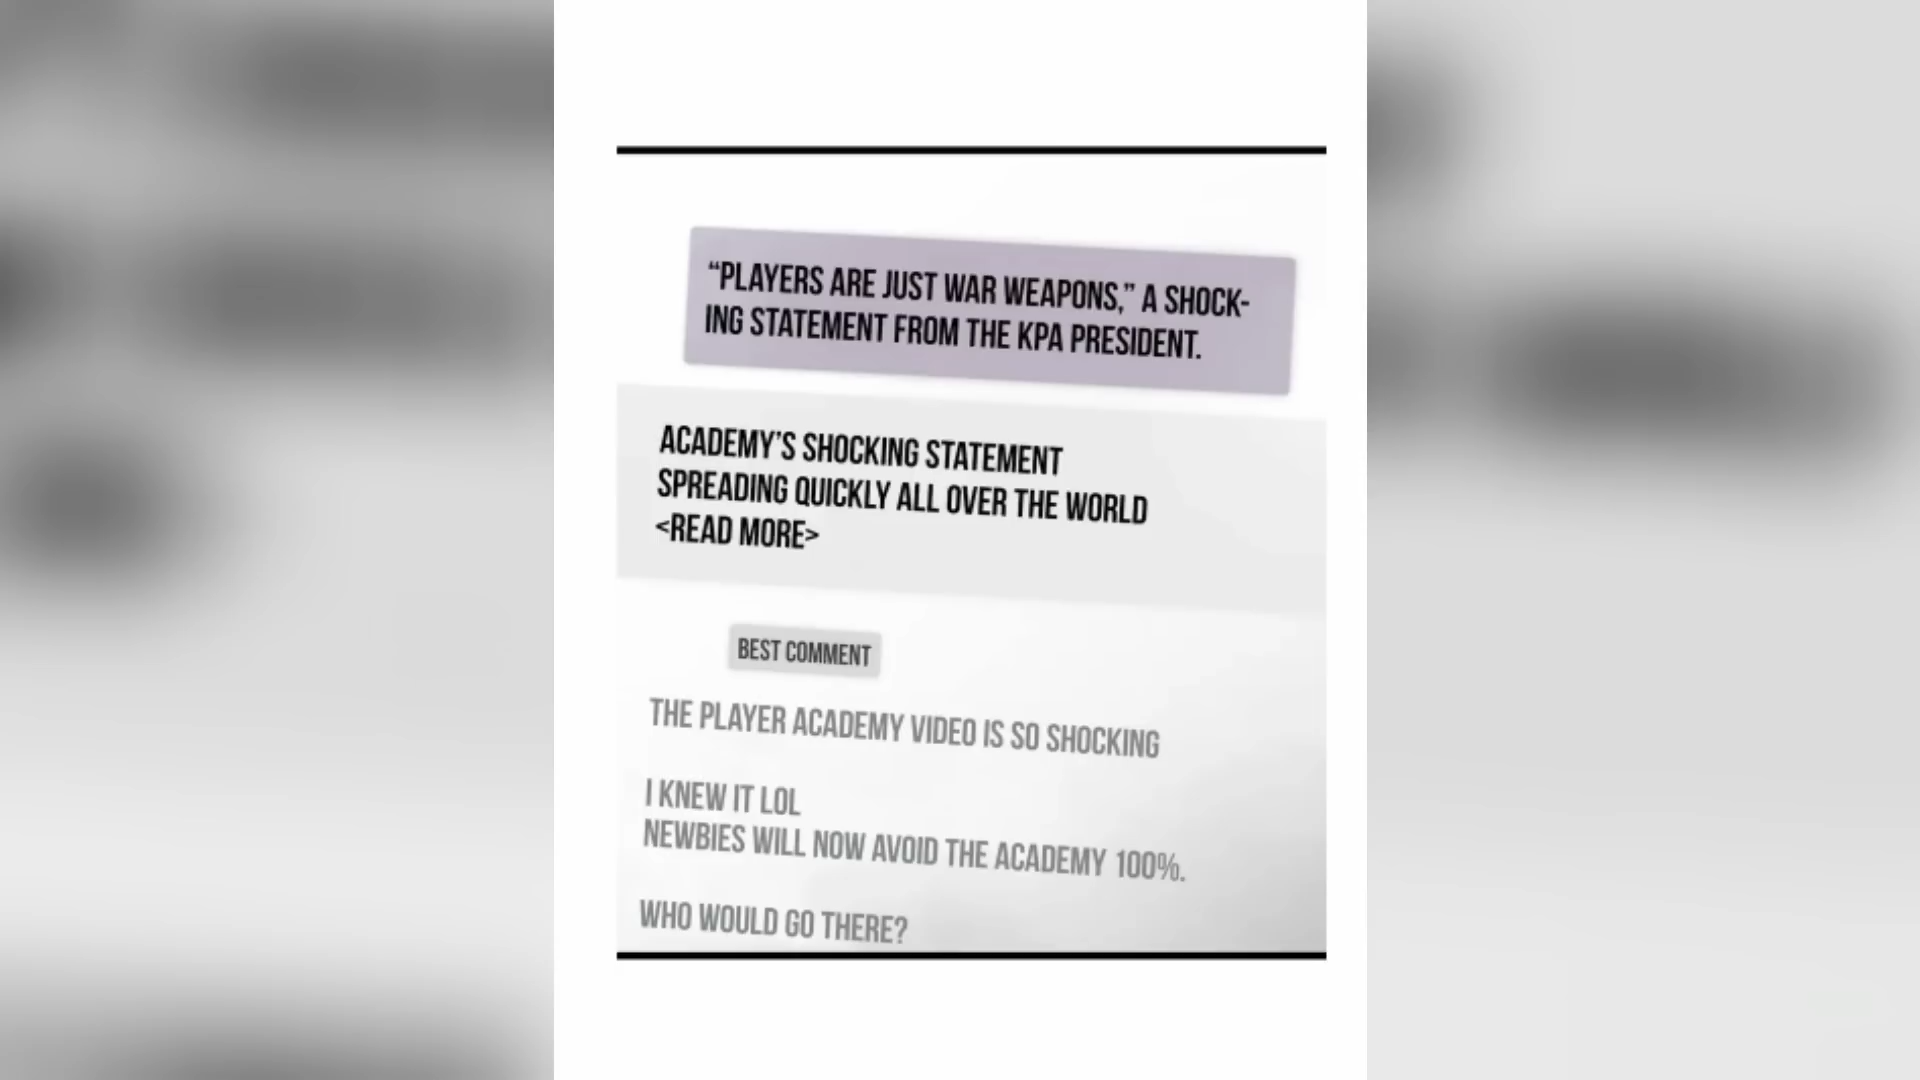 “PLAYERS ARE JUST WAR WEAPONS,” A SHOCK-
ING STATEMENT FROM THE KPA PRESIDENT.
ACADEMY’S SHOCKING STATEMENT
SPREADING QUICKLY ALL OVER THE WORLD
<READ MORE>
BEST COMMENT
THE PLAYER ACADEMY VIDEO IS SO SHOCKING
I KNEW IT LOL
NEWBIES WILL NOW AVOID THE ACADEMY 100%.
WHO WOULD GO THERE?